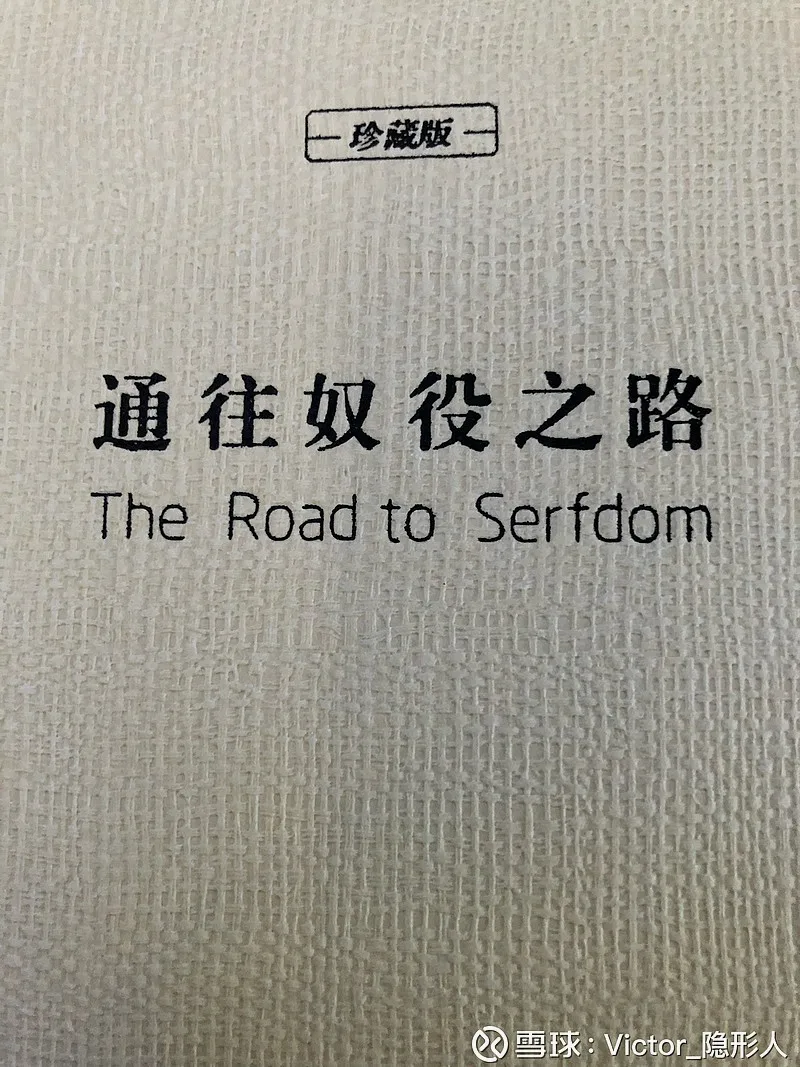 珍藏版
通往奴役之路
The Road to Serfdom
雪球：Victor_隐形人